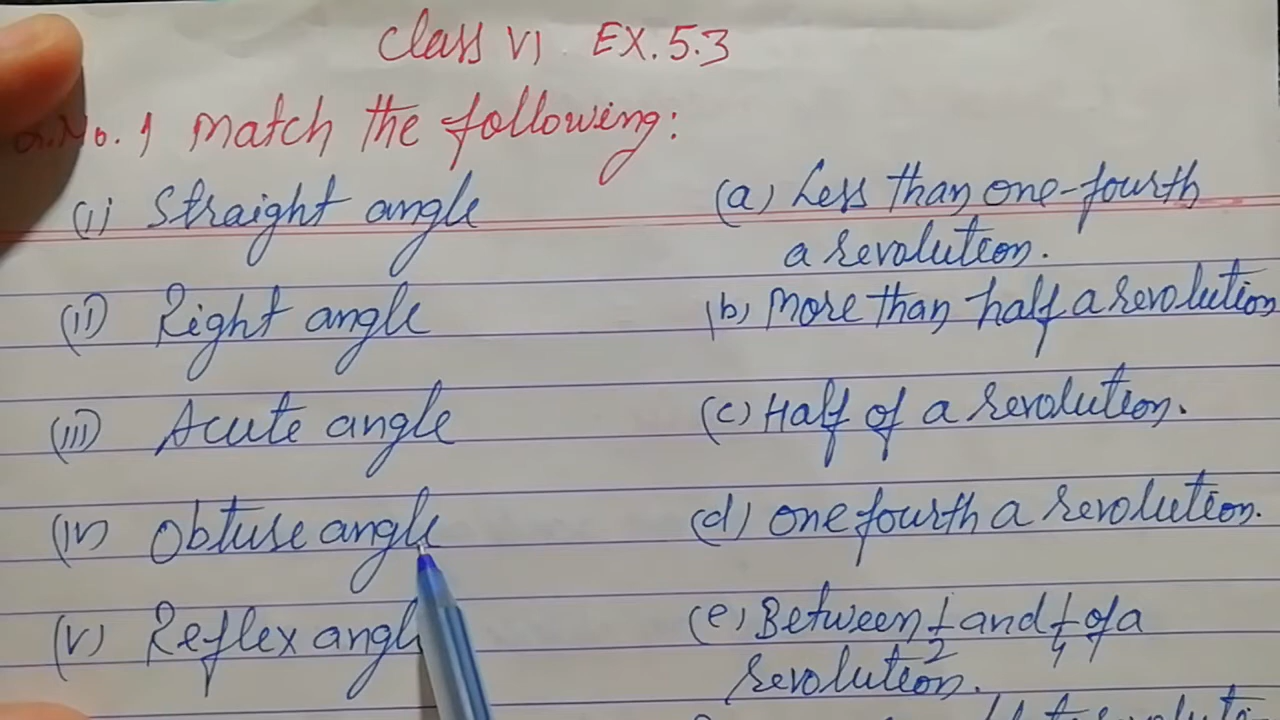 Class VI EX.5.3
Q.No.1 Match the following:
(i) Straight angle
(a) Less than one-fourth
a revolution.
(ii) Right angle
(b) More than half a revolution
(iii) Acute angle
(c) Half of a revolution.
(iv) Obtuse angle
(d) One fourth a revolution.
(v) Reflex angle
(e) Between 1/2 and 1/4 of a
revolution.